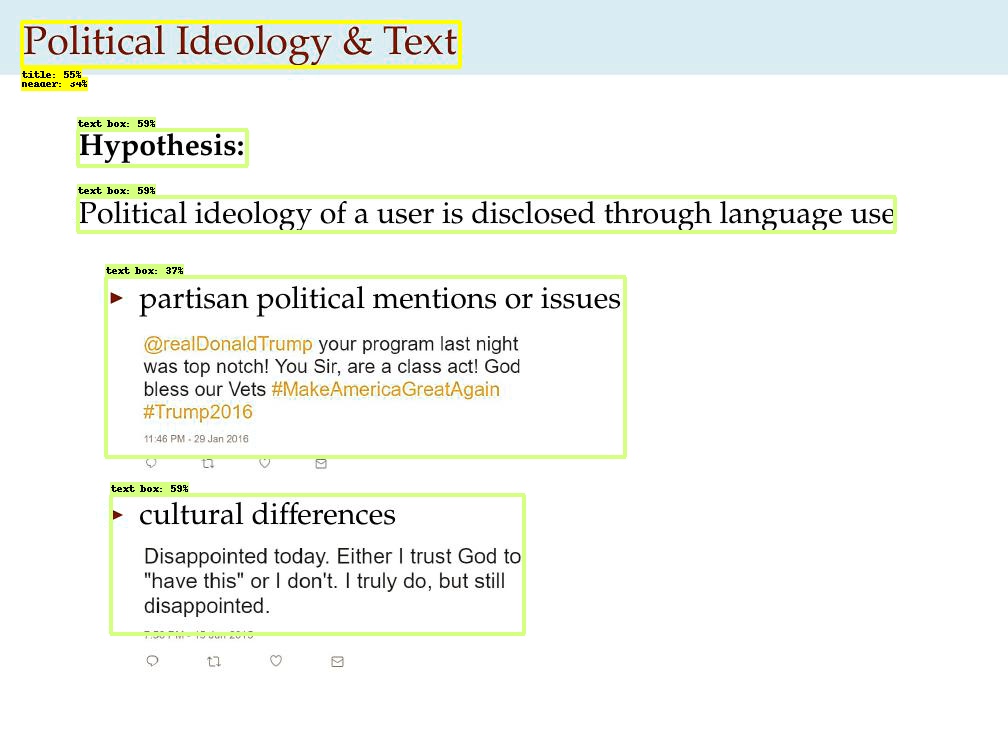 Political Ideology & Text
title: 55%
header: 34%
text box: 59%
Hypothesis:
text box: 59%
Political ideology of a user is disclosed through language use
text box: 37%
partisan political mentions or issues
@realDonaldTrump your program last night
was top notch! You Sir, are a class act! God
bless our Vets #MakeAmericaGreatAgain
#Trump2016
11:46 PM - 29 Jan 2016
text box: 59%
cultural differences
Disappointed today. Either I trust God to
"have this" or I don't. I truly do, but still
disappointed.
PM - Jun